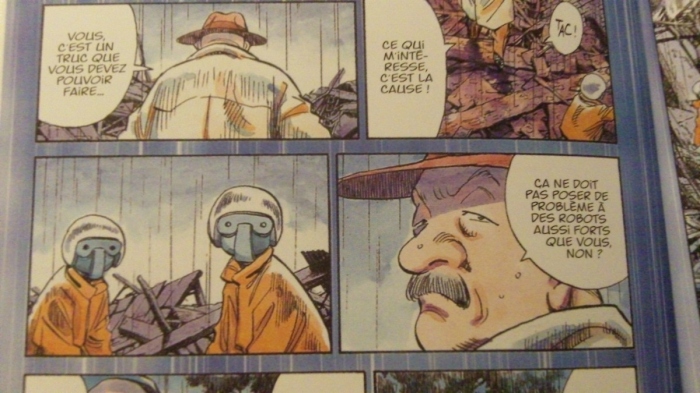 VOUS,
C'EST UN
TRUC QUE
VOUS DEVEZ
POUVOIR
FAIRE...
CE QUI
M'INTÉ-
RESSE,
C'EST LA
CAUSE !
TAC !
ÇA NE DOIT
PAS POSER DE
PROBLÈME À
DES ROBOTS
AUSSI FORTS
QUE VOUS,
NON ?